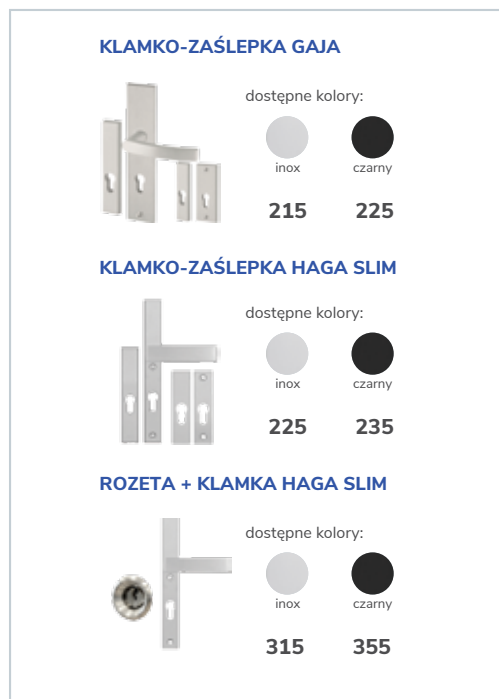 KLAMKO-ZAŚLEPKA GAJA
dostępne kolory:
inox czarny
215 225
KLAMKO-ZAŚLEPKA HAGA SLIM
dostępne kolory:
inox czarny
225 235
ROZETA + KLAMKA HAGA SLIM
dostępne kolory:
inox czarny
315 355